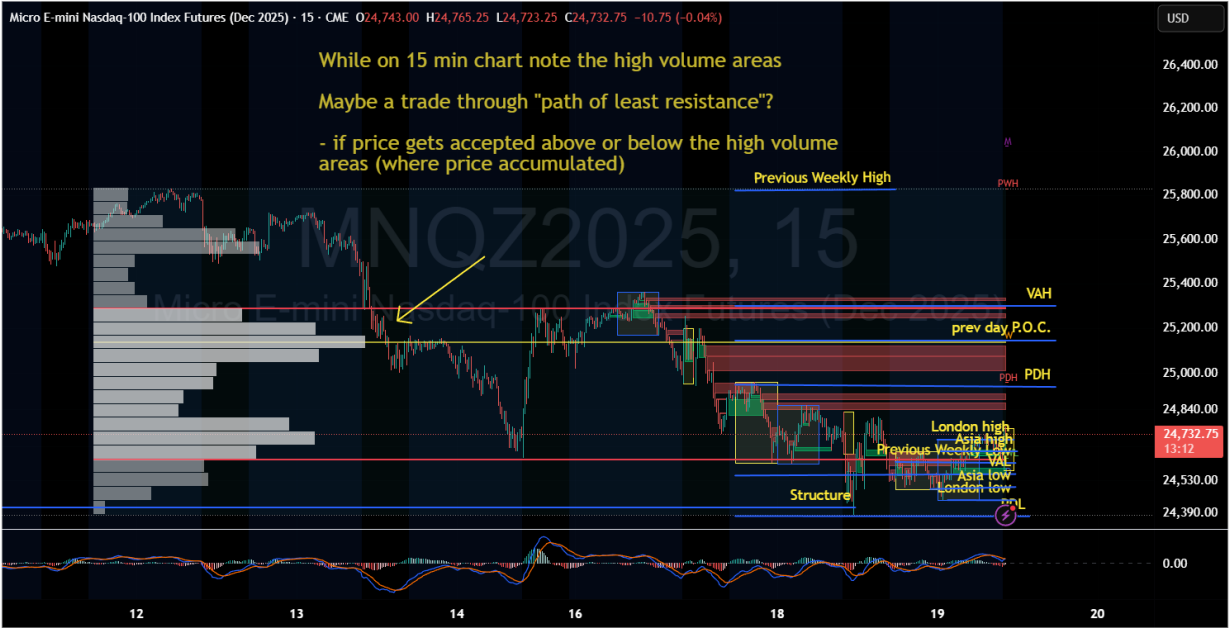 Micro E-mini Nasdaq-100 Index Futures (Dec 2025) · 15 · CME O24,743.00 H24,765.25 L24,723.25 C24,732.75 −10.75 (−0.04%)
USD
While on 15 min chart note the high volume areas
Maybe a trade through "path of least resistance"?
- if price gets accepted above or below the high volume
areas (where price accumulated)
MNQZ2025, 15
Micro E-mini Nasdaq-100 Index Futures (Dec 2025)
Previous Weekly High
PWH
VAH
prev day P.O.C.
PDH
PDH
London high
Asia high
Previous Weekly Low
VAL
Asia low
London low
Structure
PDL
26,400.00
26,200.00
26,000.00
25,800.00
25,600.00
25,400.00
25,200.00
25,000.00
24,840.00
24,732.75
13:12
24,530.00
24,390.00
0.00
12
13
14
16
18
19
20